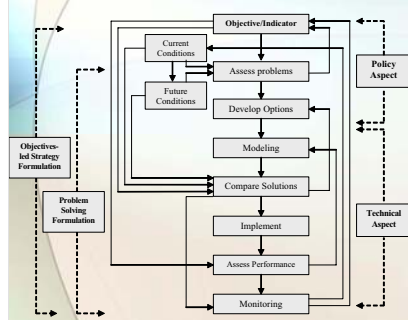 Objective/Indicator
Current
Conditions
Assess problems
Future
Conditions
Develop Options
Modeling
Compare Solutions
Implement
Assess Performance
Monitoring
Objectives-
led Strategy
Formulation
Problem
Solving
Formulation
Policy
Aspect
Technical
Aspect